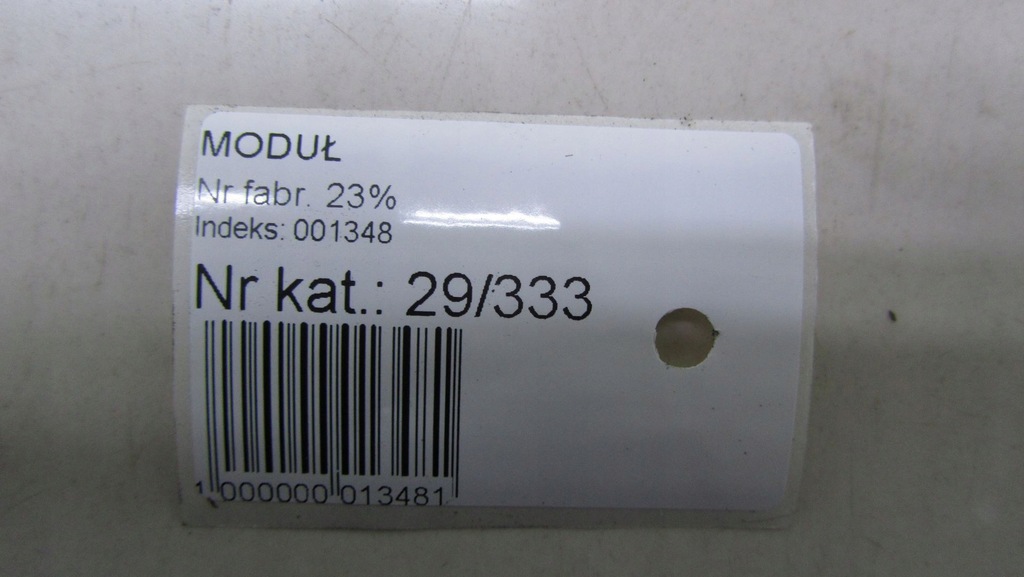 MODUŁ
Nr fabr. 23%
Indeks: 001348
Nr kat.: 29/333
1 000000 013481